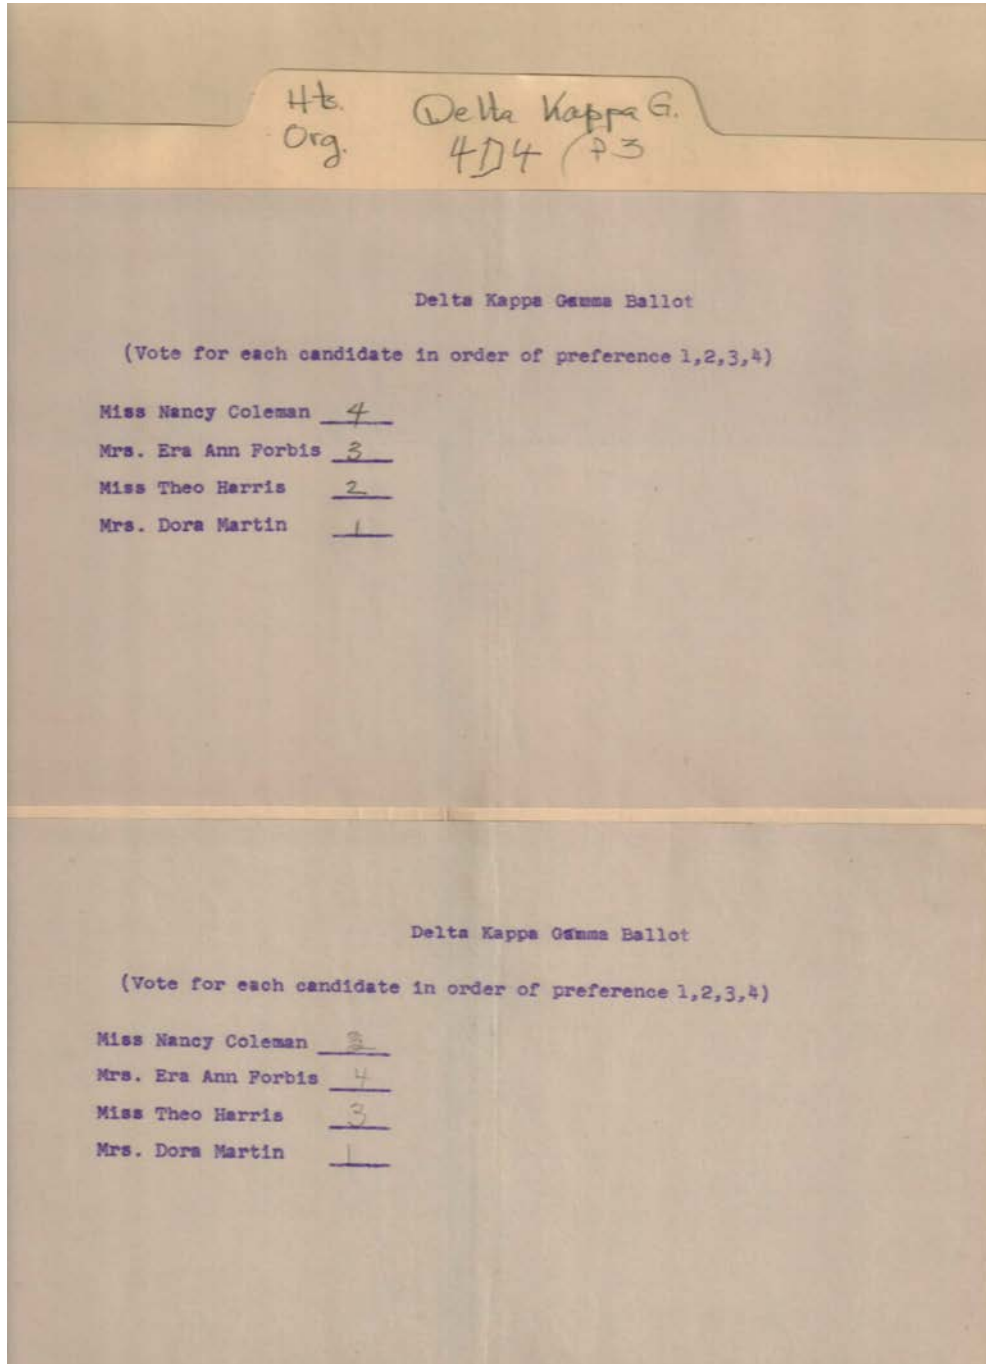 Hts. Delta Kappa G.
Org. 4D4 / P3
Delta Kappa Gamma Ballot
(Vote for each candidate in order of preference 1,2,3,4)
Miss Nancy Coleman 4
Mrs. Era Ann Forbis 3
Miss Theo Harris 2
Mrs. Dora Martin 1
Delta Kappa Gamma Ballot
(Vote for each candidate in order of preference 1,2,3,4)
Miss Nancy Coleman
Mrs. Era Ann Forbis 4
Miss Theo Harris 3
Mrs. Dora Martin 1